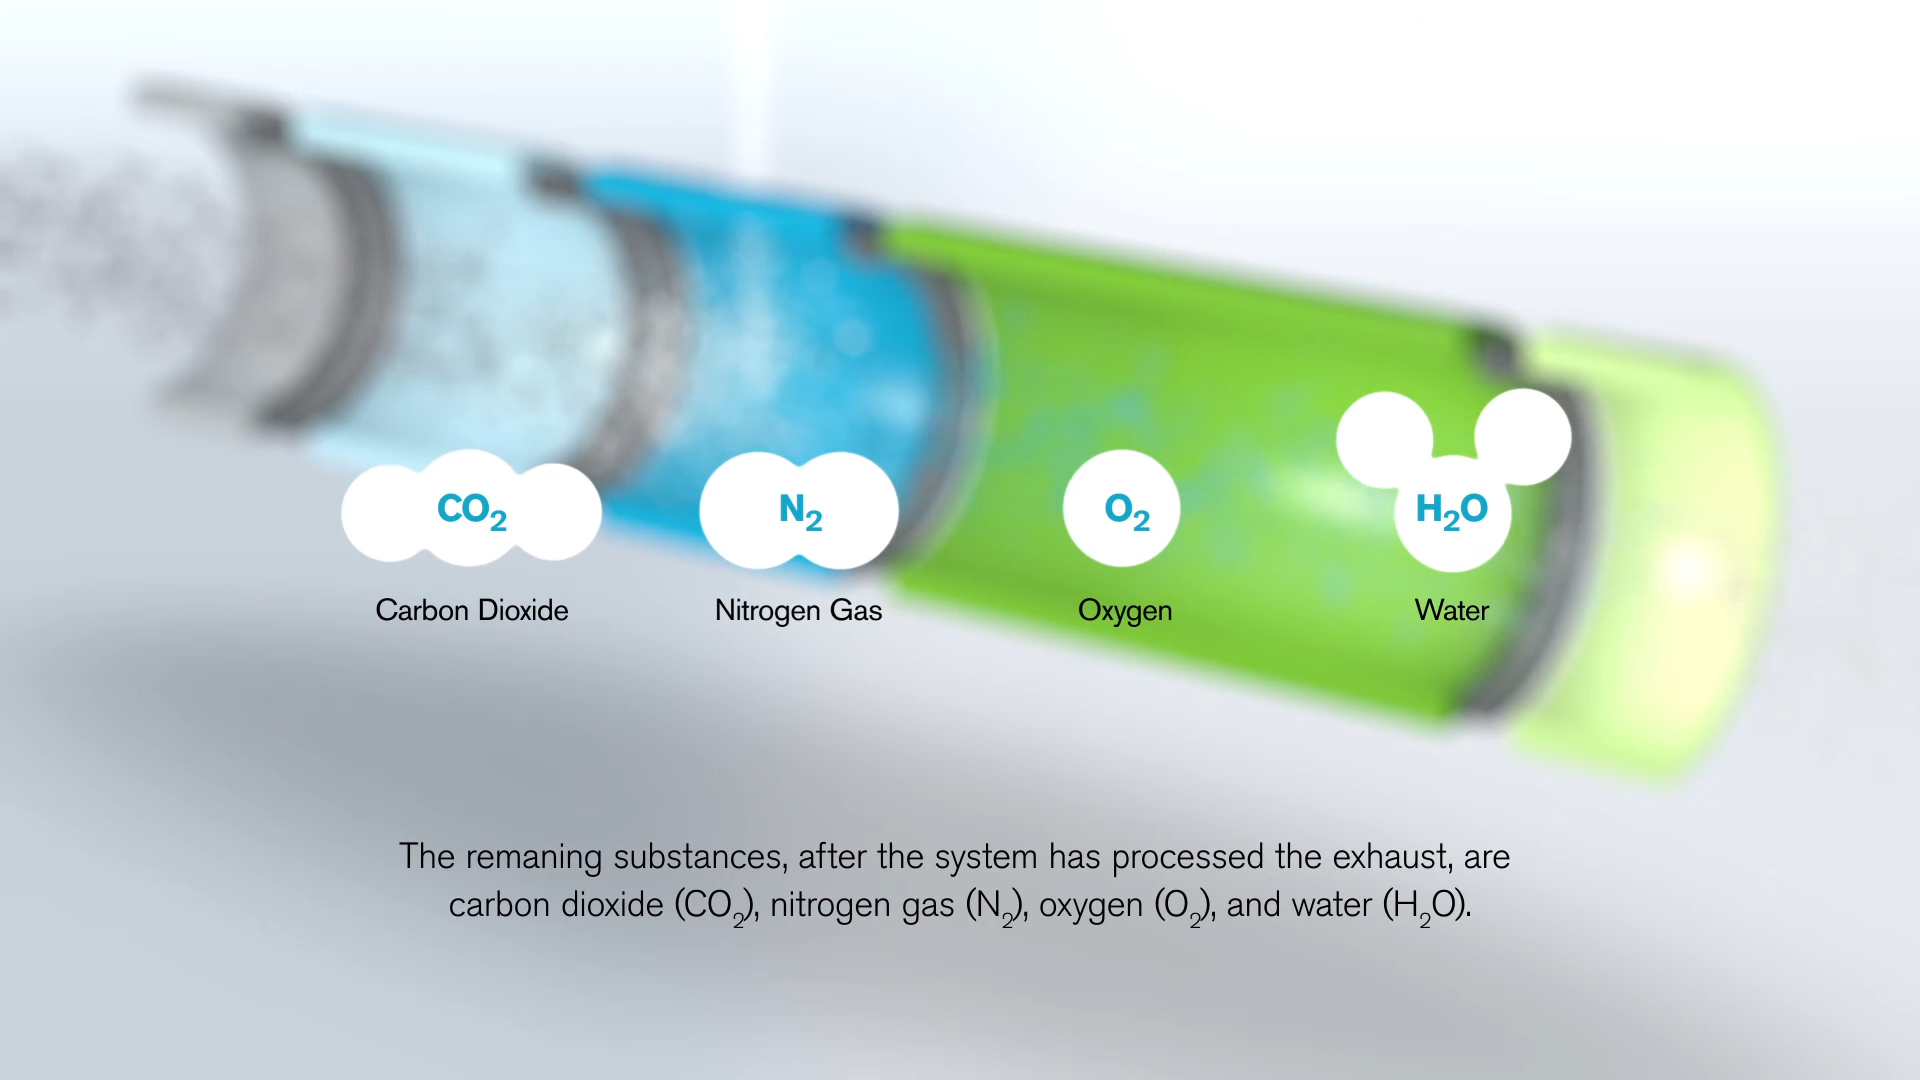 CO₂
N₂
O₂
H₂O
Carbon Dioxide
Nitrogen Gas
Oxygen
Water
The remaning substances, after the system has processed the exhaust, are
carbon dioxide (CO₂), nitrogen gas (N₂), oxygen (O₂), and water (H₂O).